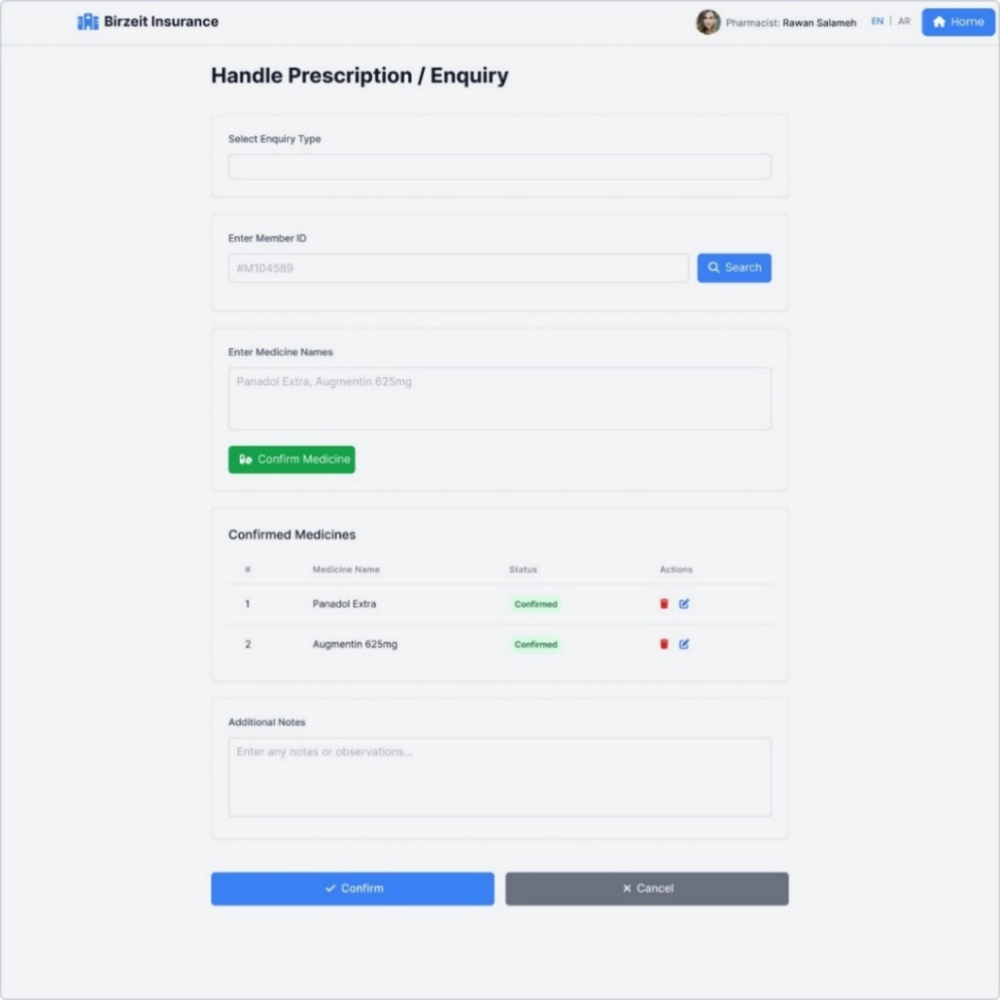 Birzeit Insurance
Pharmacist: Rawan Salameh EN | AR Home
Handle Prescription / Enquiry
Select Enquiry Type
Enter Member ID
#M104589 Search
Enter Medicine Names
Panadol Extra, Augmentin 625mg
Confirm Medicine
Confirmed Medicines
# Medicine Name Status Actions
1 Panadol Extra Confirmed
2 Augmentin 625mg Confirmed
Additional Notes
Enter any notes or observations...
Confirm Cancel